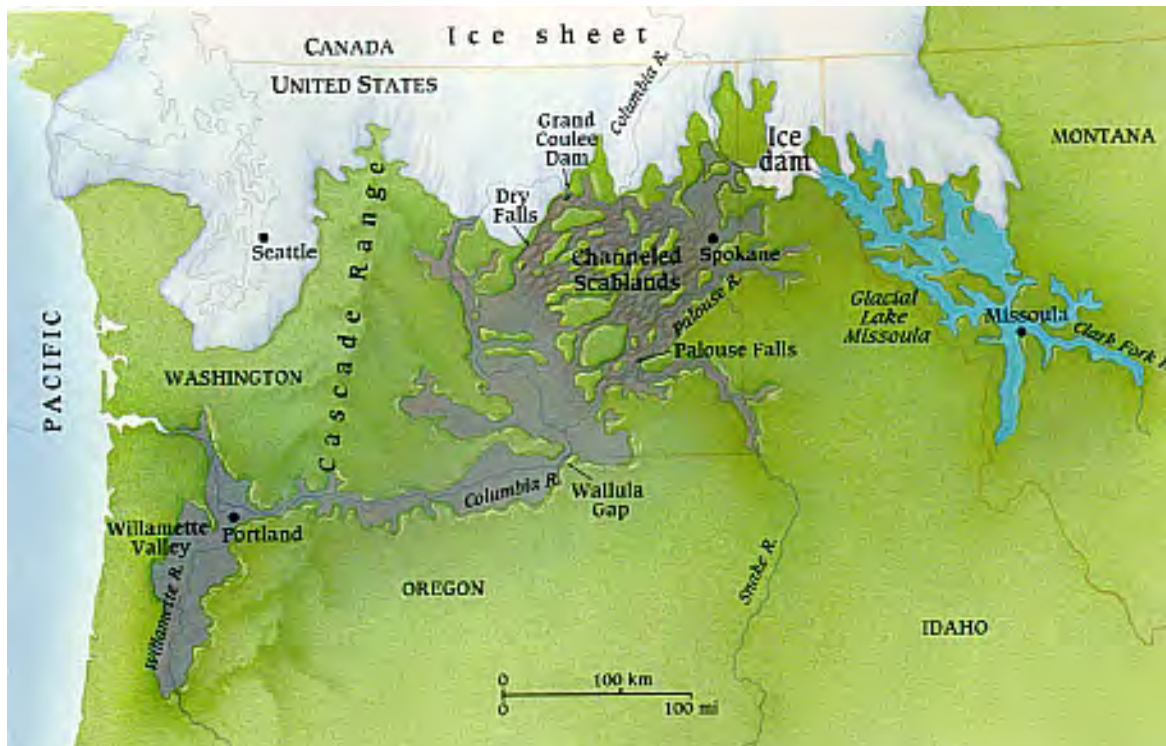 Ice sheet
CANADA
UNITED STATES
Columbia R.
Grand
Coulee
Dam
Ice
dam
MONTANA
Dry
Falls
Seattle
Cascade Range
Channeled
Scablands
Spokane
Palouse R.
Glacial
Lake
Missoula
Missoula
Clark Fork R
PACIFIC
WASHINGTON
Palouse Falls
Columbia R.
Wallula
Gap
Willamette
Valley
Portland
Willamette R.
OREGON
Snake R.
IDAHO
0 100 km
0 100 mi